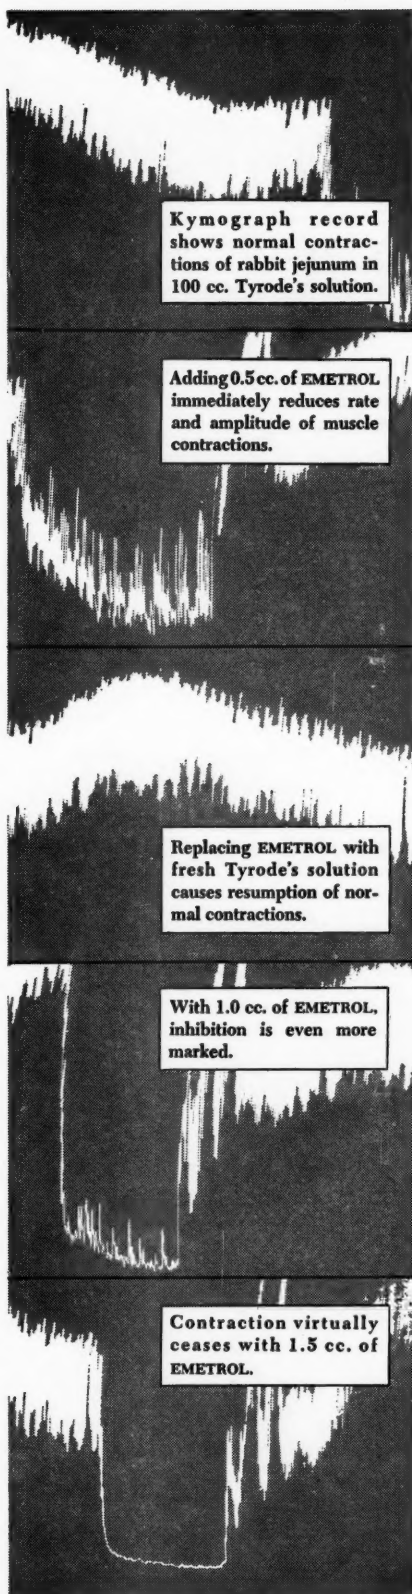 Kymograph record
shows normal contrac-
tions of rabbit jejunum in
100 cc. Tyrode's solution.
Adding 0.5 cc. of EMETROL
immediately reduces rate
and amplitude of muscle
contractions.
Replacing EMETROL with
fresh Tyrode's solution
causes resumption of nor-
mal contractions.
With 1.0 cc. of EMETROL,
inhibition is even more
marked.
Contraction virtually
ceases with 1.5 cc. of
EMETROL.